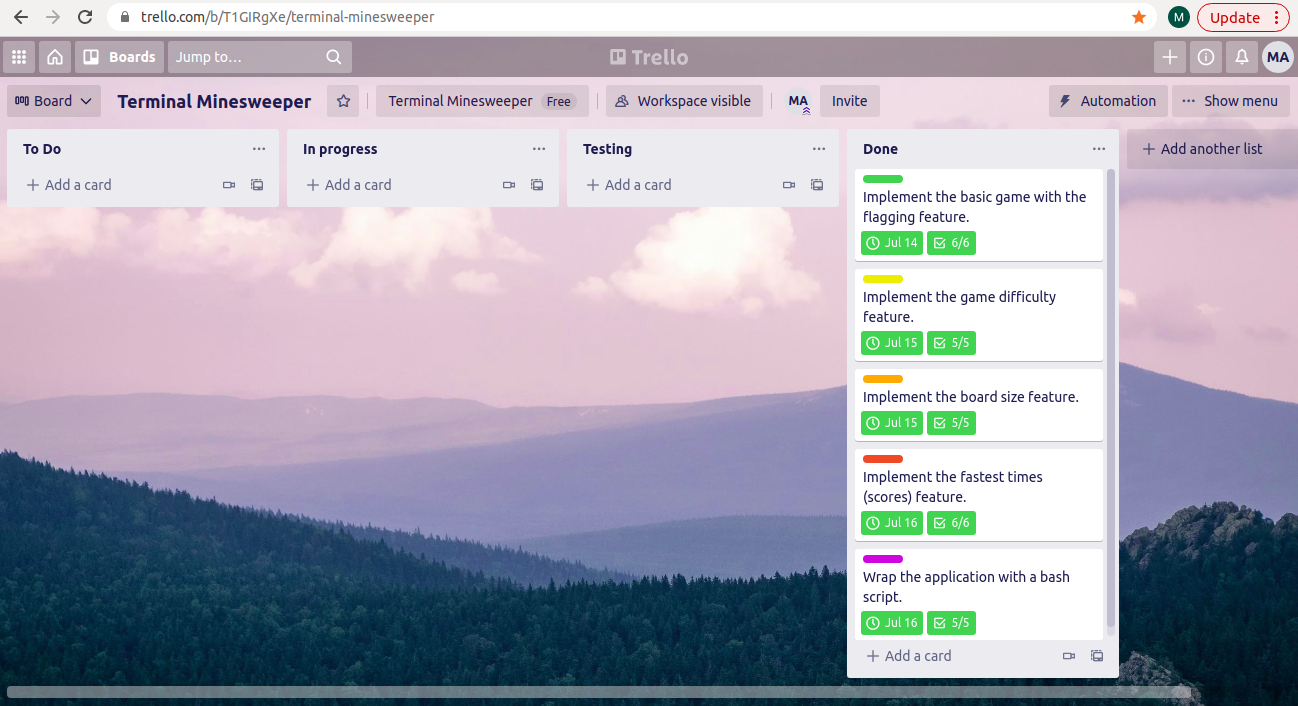 trello.com/b/T1GIRgXe/terminal-minesweeper
M
Update
Boards
Jump to…
Trello
MA
Board
Terminal Minesweeper
Terminal Minesweeper Free
Workspace visible
MA
Invite
Automation
Show menu
To Do
Add a card
In progress
Add a card
Testing
Add a card
Done
Implement the basic game with the
flagging feature.
Jul 14 6/6
Implement the game difficulty
feature.
Jul 15 5/5
Implement the board size feature.
Jul 15 5/5
Implement the fastest times
(scores) feature.
Jul 16 6/6
Wrap the application with a bash
script.
Jul 16 5/5
Add a card
Add another list